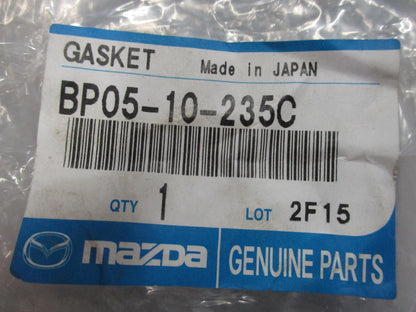 GASKET Made in JAPAN
BP05-10-235C
QTY 1 LOT 2F15
mazda GENUINE PARTS